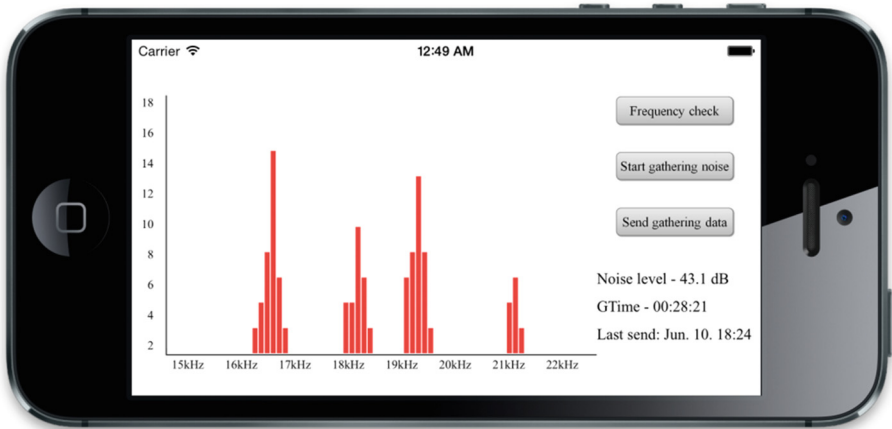 Carrier
12:49 AM
18
16
14
12
10
8
6
4
2
15kHz 16kHz 17kHz 18kHz 19kHz 20kHz 21kHz 22kHz
Frequency check
Start gathering noise
Send gathering data
Noise level - 43.1 dB
GTime - 00:28:21
Last send: Jun. 10. 18:24